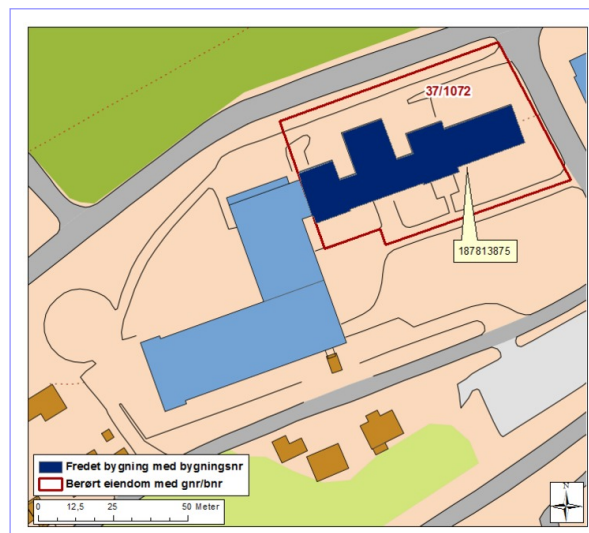 37/1072
187813875
Fredet bygning med bygningsnr
Berørt eiendom med gnr/bnr
0 12,5 25 50 Meter
N